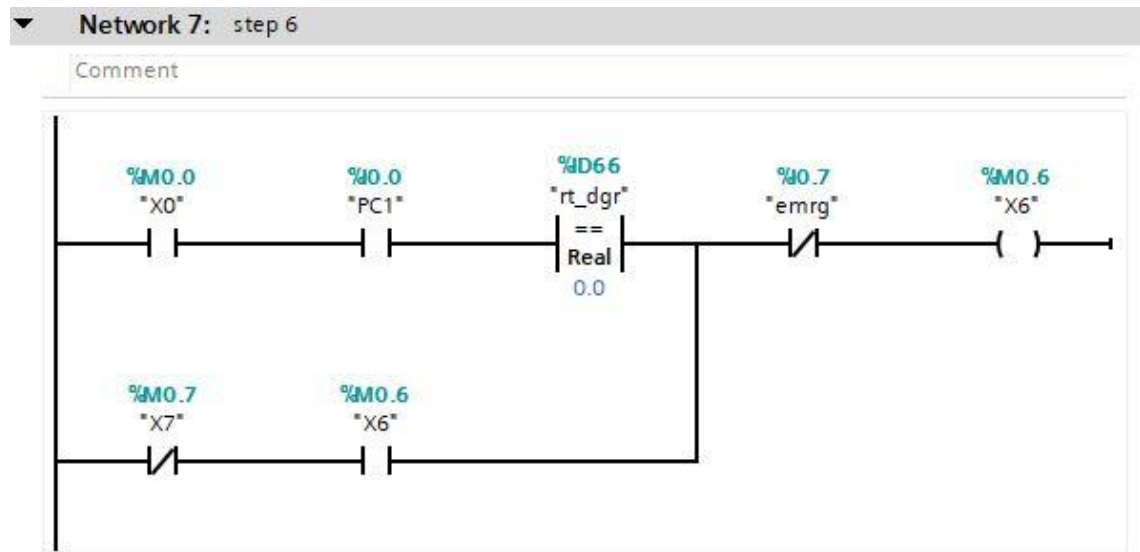 Network 7: step 6
Comment
%M0.0 %I0.0 %ID66 %I0.7 %M0.6
"X0" "PC1" "rt_dgr" "emrg" "X6"
==
Real
0.0
%M0.7 %M0.6
"X7" "X6"